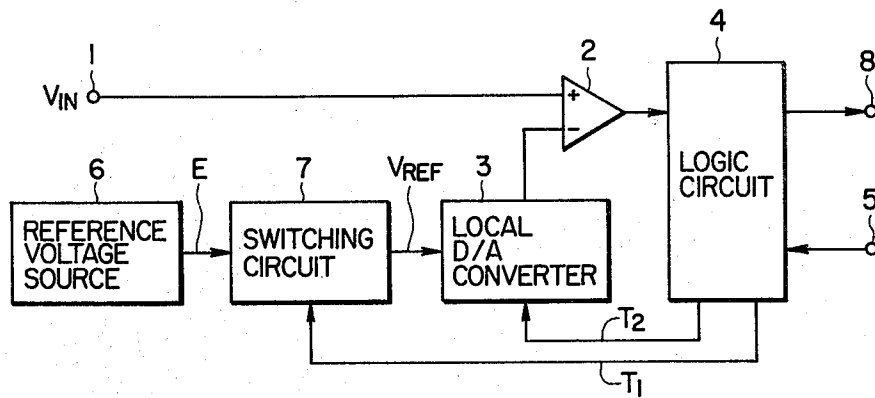 1
2
4
8
VIN
+
−
LOGIC
CIRCUIT
6
E
7
VREF
3
5
REFERENCE
VOLTAGE
SOURCE
SWITCHING
CIRCUIT
LOCAL
D/A
CONVERTER
T2
T1